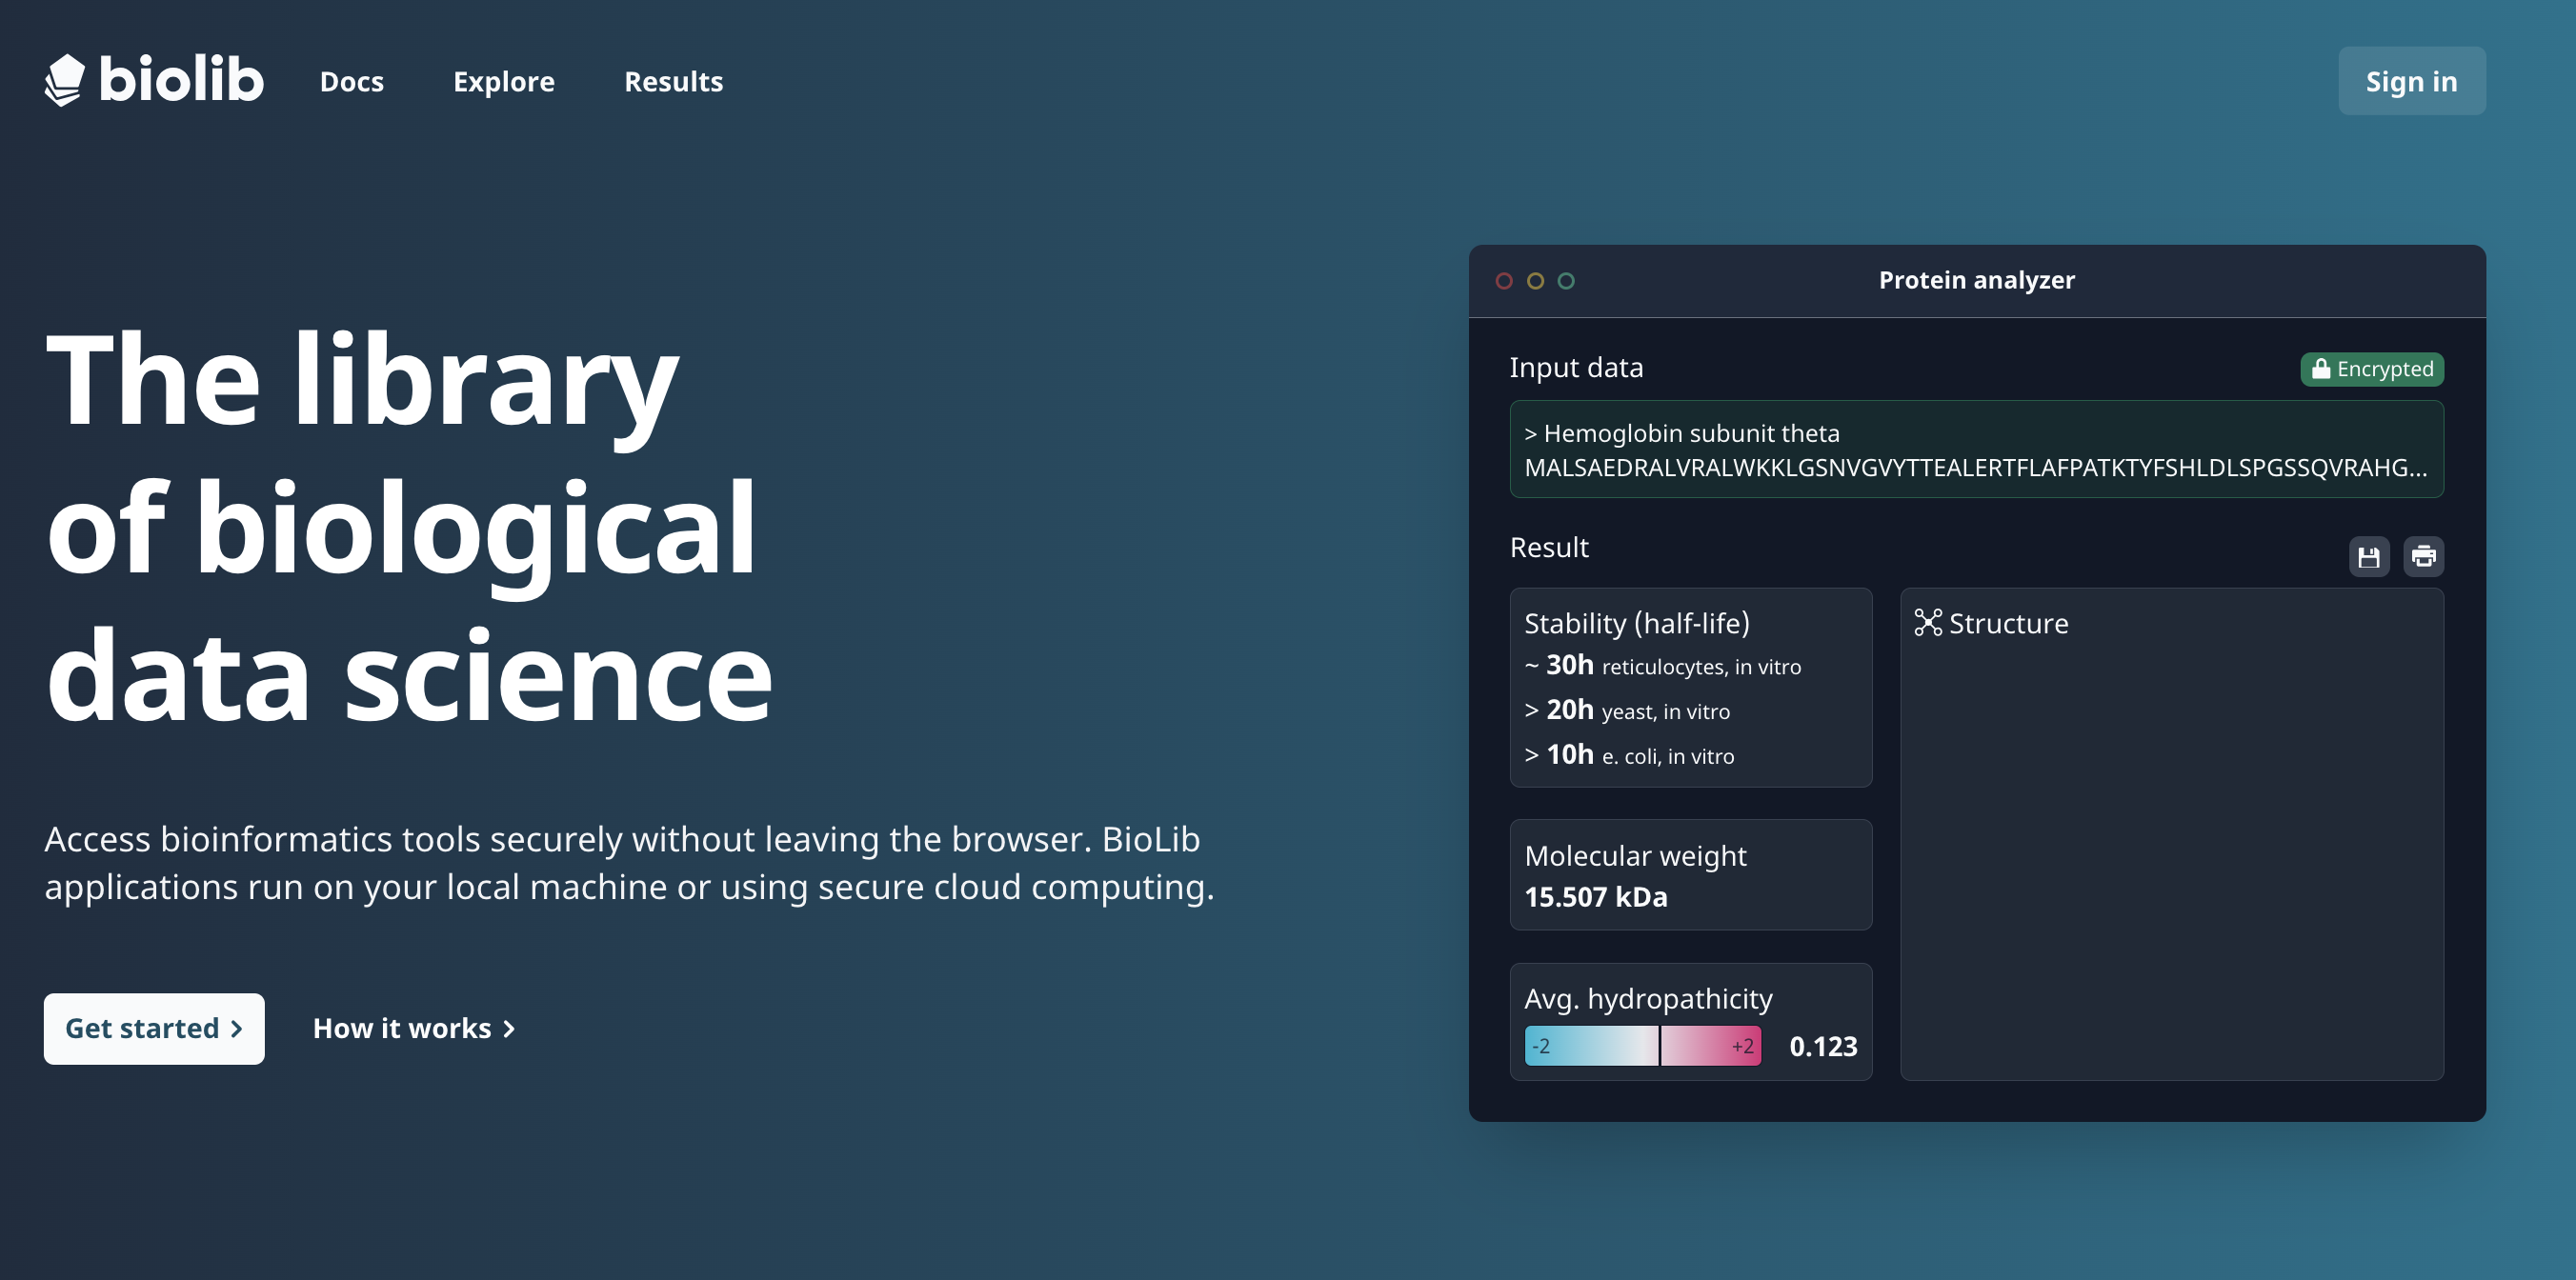 biolib Docs Explore Results Sign in
The library
of biological
data science
Access bioinformatics tools securely without leaving the browser. BioLib
applications run on your local machine or using secure cloud computing.
Get started How it works
Protein analyzer
Input data Encrypted
> Hemoglobin subunit theta
MALSAEDRALVRALWKKLGSNVGVYTTEALERTFLAFPATKTYFSHLDLSPGSSQVRAHG...
Result
Stability (half-life)
~ 30h reticulocytes, in vitro
> 20h yeast, in vitro
> 10h e. coli, in vitro
Molecular weight
15.507 kDa
Avg. hydropathicity
-2 +2 0.123
Structure